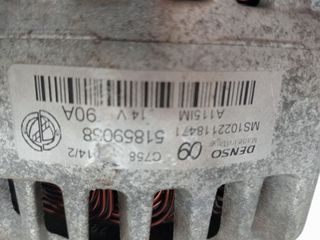 DENSO
09
MS1022118471
51859038
A115IM
14V 90A
C758